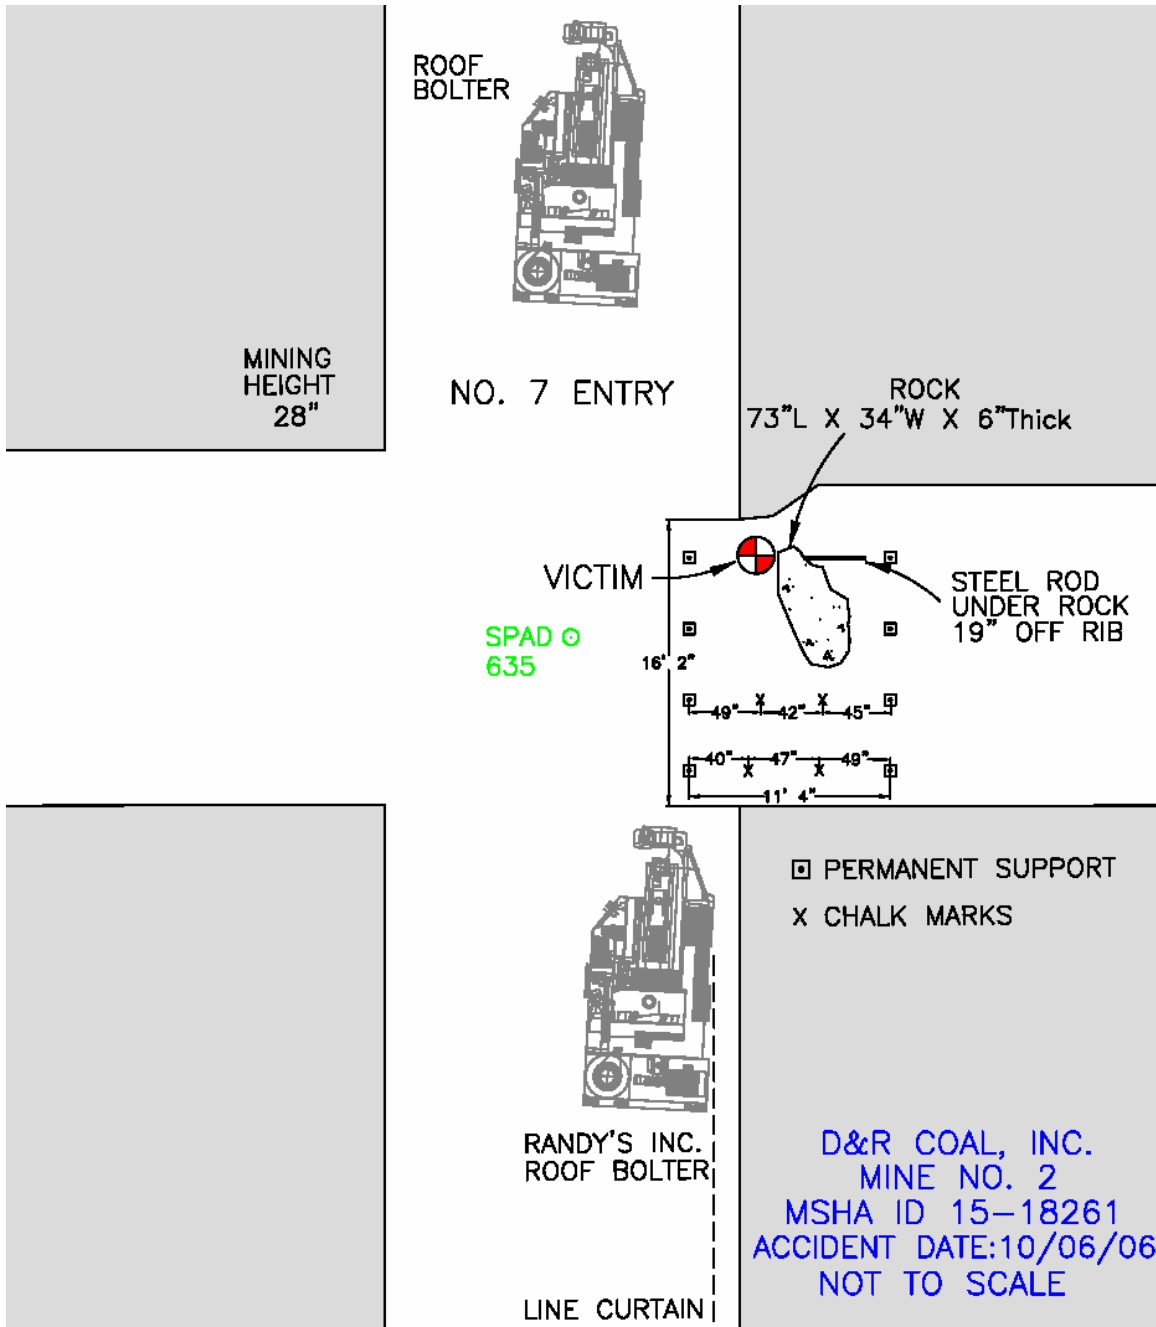 ROOF
BOLTER
MINING
HEIGHT
28"
NO. 7 ENTRY
ROCK
73"L X 34"W X 6"Thick
VICTIM
STEEL ROD
UNDER ROCK
19" OFF RIB
SPAD
635
16' 2"
49" 42" 45"
40" 47" 49"
11' 4"
PERMANENT SUPPORT
X CHALK MARKS
RANDY'S INC.
ROOF BOLTER
LINE CURTAIN
D&R COAL, INC.
MINE NO. 2
MSHA ID 15-18261
ACCIDENT DATE:10/06/06
NOT TO SCALE